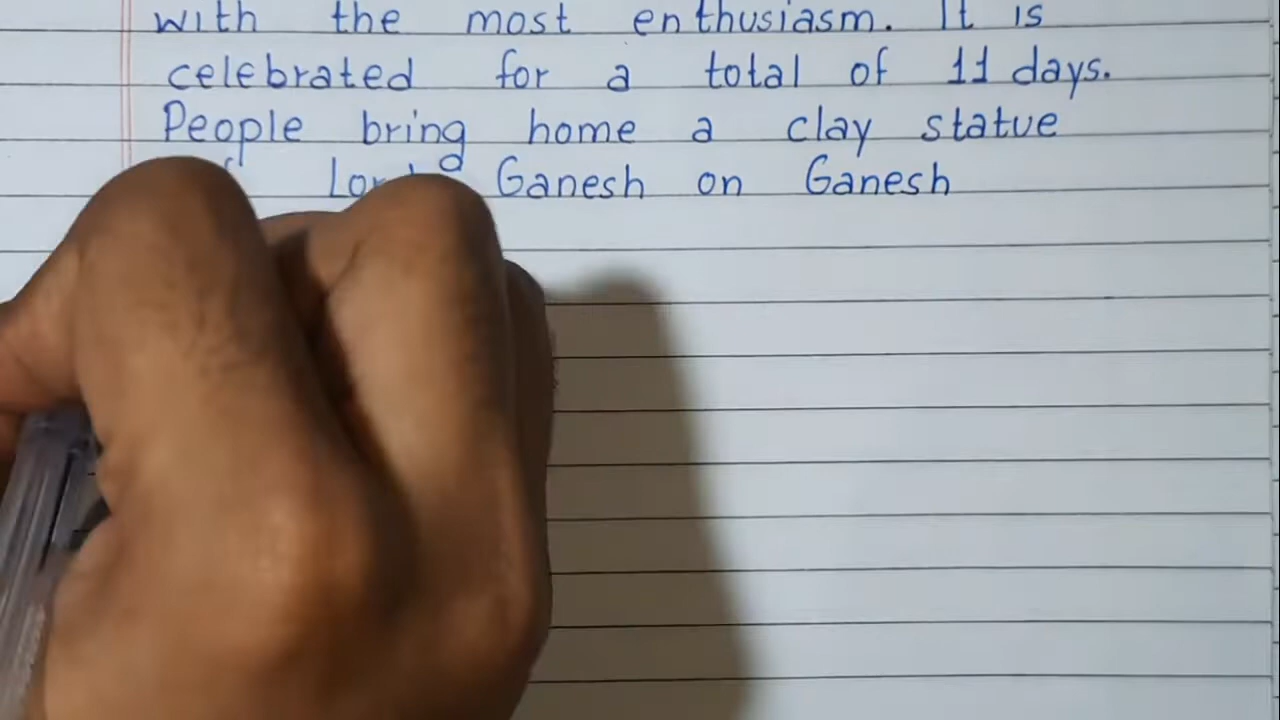 with the most enthusiasm. It is
celebrated for a total of 11 days.
People bring home a clay statue
Ganesh on Ganesh